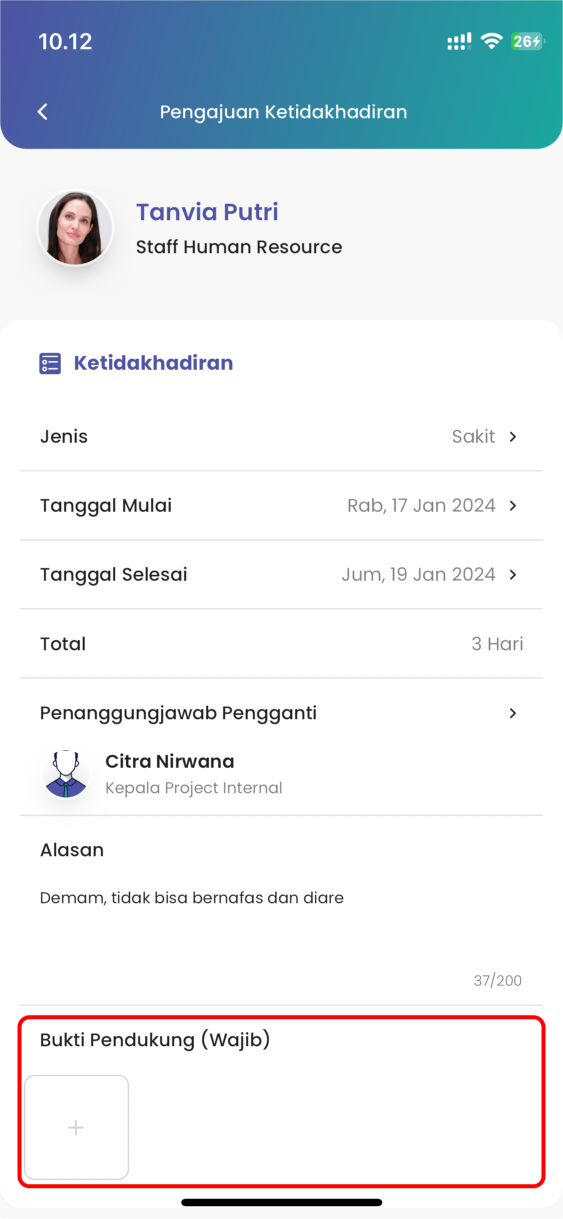 10.12
26
Pengajuan Ketidakhadiran
Tanvia Putri
Staff Human Resource
Ketidakhadiran
Jenis Sakit
Tanggal Mulai Rab, 17 Jan 2024
Tanggal Selesai Jum, 19 Jan 2024
Total 3 Hari
Penanggungjawab Pengganti
Citra Nirwana
Kepala Project Internal
Alasan
Demam, tidak bisa bernafas dan diare
37/200
Bukti Pendukung (Wajib)
+